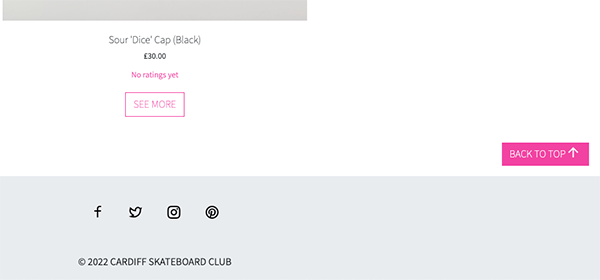 Sour 'Dice' Cap (Black)
£30.00
No ratings yet
SEE MORE
BACK TO TOP
© 2022 CARDIFF SKATEBOARD CLUB